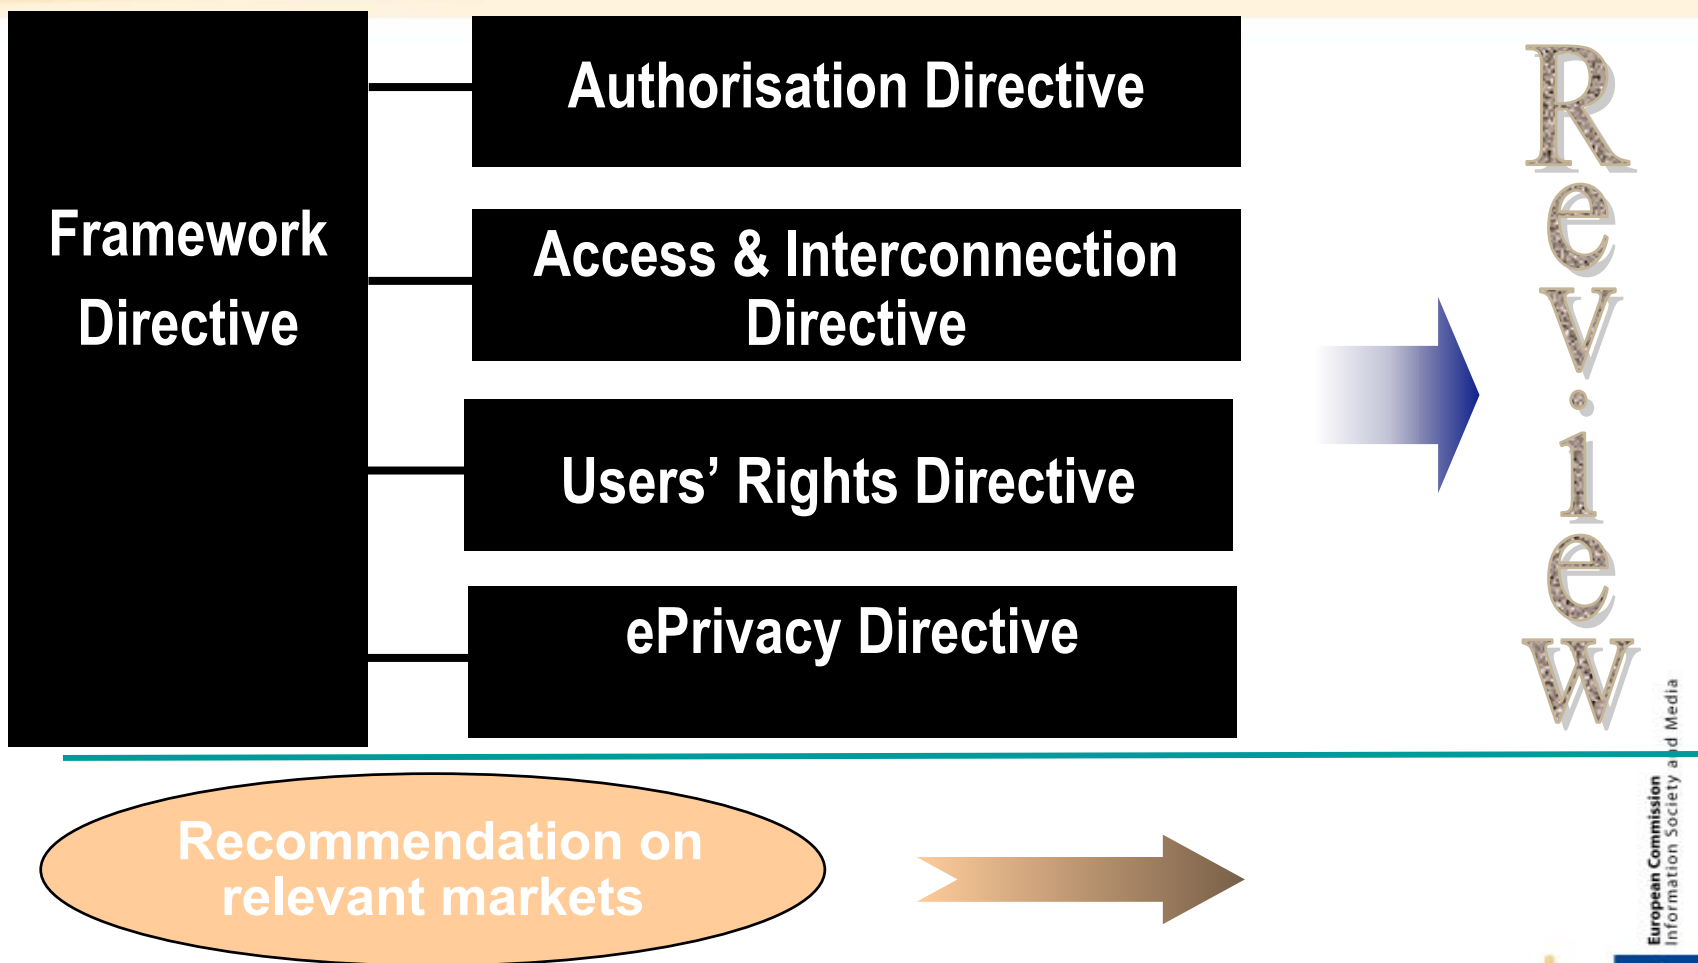 Framework
Directive
Authorisation Directive
Access & Interconnection
Directive
Users’ Rights Directive
ePrivacy Directive
Review
Recommendation on
relevant markets
European Commission
Information Society and Media